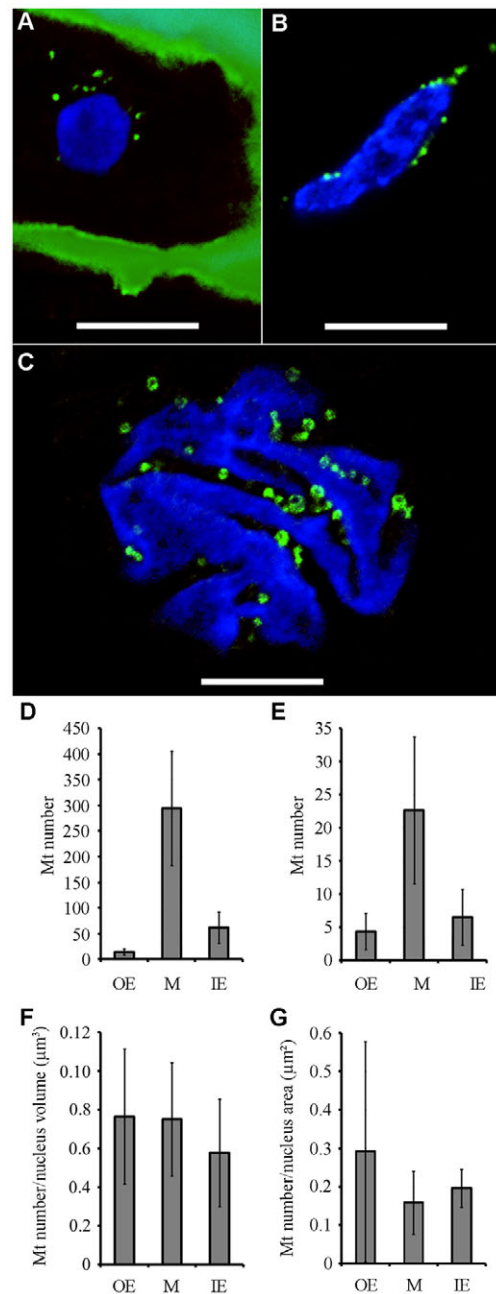 A
B
C
D
Mt number
450
400
350
300
250
200
150
100
50
0
OE M IE
E
Mt number
35
30
25
20
15
10
5
0
OE M IE
F
Mt number/nucleus volume (µm³)
0.12
0.10
0.8
0.6
0.4
0.2
0
OE M IE
G
Mt number/nucleus area (µm²)
0.6
0.5
0.4
0.3
0.2
0.1
0
OE M IE